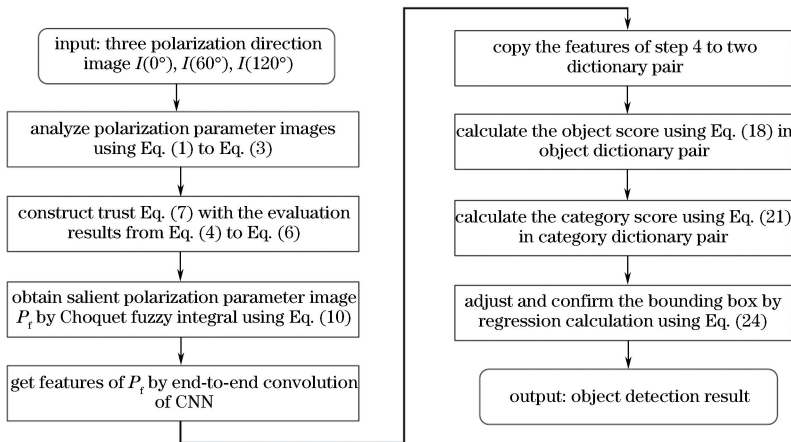 input: three polarization direction
image I(0°), I(60°), I(120°)
analyze polarization parameter images
using Eq. (1) to Eq. (3)
construct trust Eq. (7) with the evaluation
results from Eq. (4) to Eq. (6)
obtain salient polarization parameter image
Pf by Choquet fuzzy integral using Eq. (10)
get features of Pf by end-to-end convolution
of CNN
copy the features of step 4 to two
dictionary pair
calculate the object score using Eq. (18) in
object dictionary pair
calculate the category score using Eq. (21)
in category dictionary pair
adjust and confirm the bounding box by
regression calculation using Eq. (24)
output: object detection result